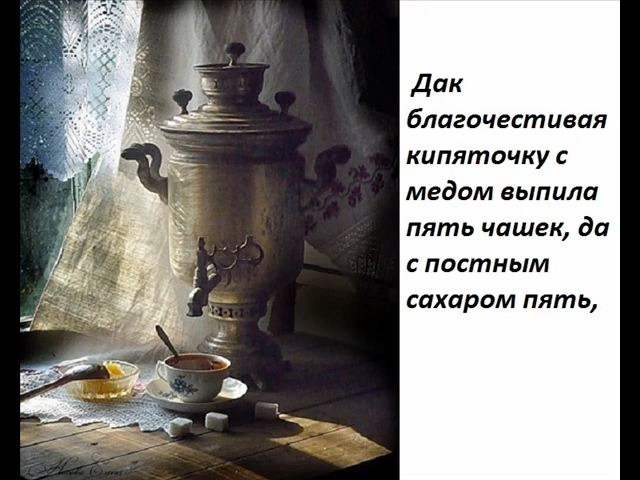 Дак
благочестивая
кипяточку с
медом выпила
пять чашек, да
с постным
сахаром пять,